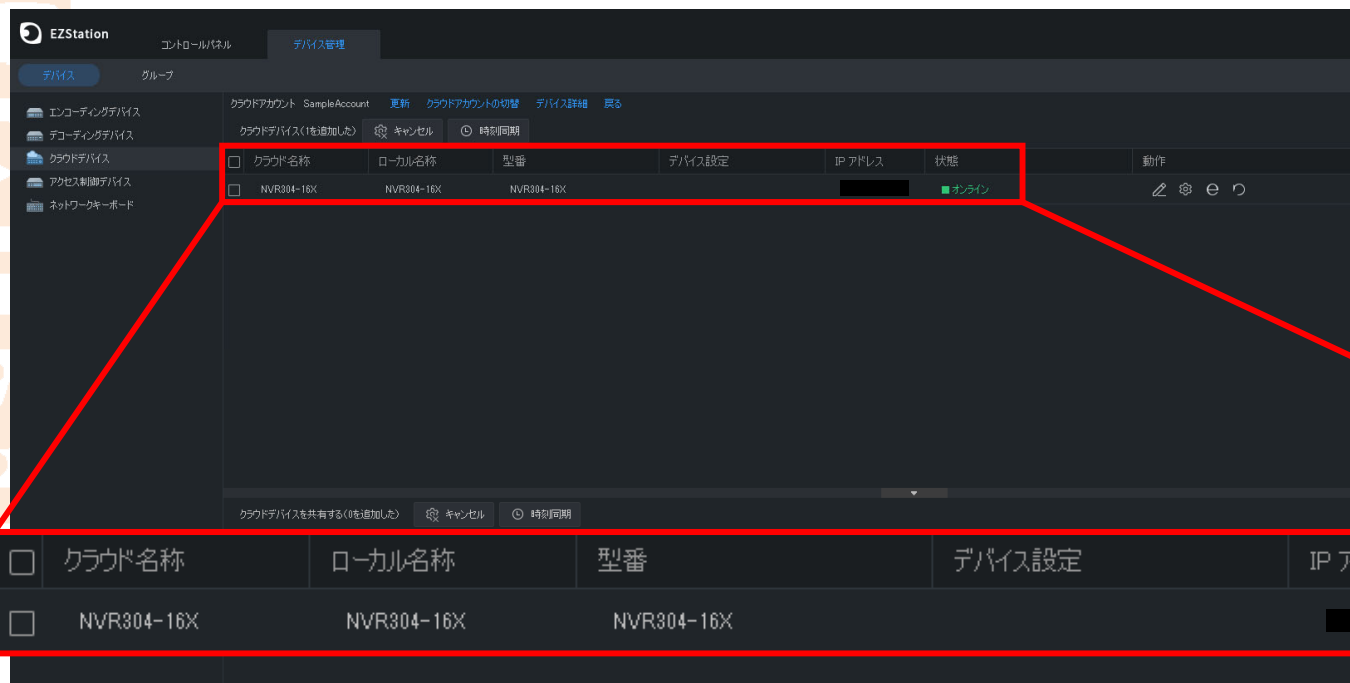 EZStation コントロールパネル デバイス管理
デバイス グループ
エンコーディングデバイス
デコーディングデバイス
クラウドデバイス
アクセス制御デバイス
ネットワークキーボード
クラウドアカウント SampleAccount 更新 クラウドアカウントの切替 デバイス詳細 戻る
クラウドデバイス(1を追加した) キャンセル 時刻同期
クラウド名称 ローカル名称 型番 デバイス設定 IP アドレス 状態 動作
NVR304-16X NVR304-16X NVR304-16X オンライン
クラウドデバイスを共有する(0を追加した) キャンセル 時刻同期
クラウド名称 ローカル名称 型番 デバイス設定 IP ア
NVR304-16X NVR304-16X NVR304-16X